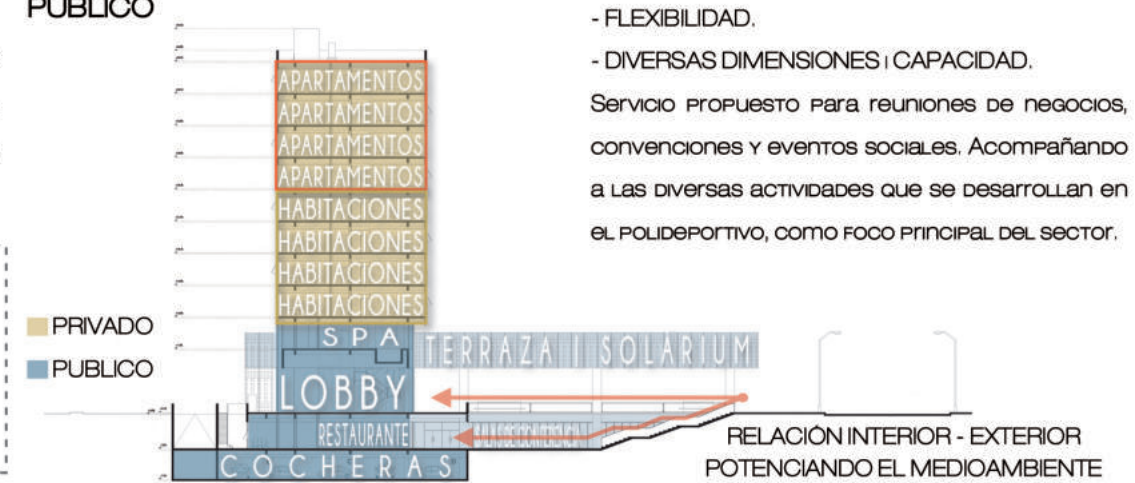 PUBLICO
- FLEXIBILIDAD.
- DIVERSAS DIMENSIONES | CAPACIDAD.
Servicio propuesto para reuniones de negocios,
convenciones y eventos sociales. Acompañando
a las diversas actividades que se desarrollan en
el polideportivo, como foco principal del sector.
APARTAMENTOS
APARTAMENTOS
APARTAMENTOS
APARTAMENTOS
HABITACIONES
HABITACIONES
HABITACIONES
HABITACIONES
PRIVADO
PUBLICO
SPA
TERRAZA | SOLARIUM
LOBBY
RESTAURANTE
COCHERAS
RELACIÓN INTERIOR - EXTERIOR
POTENCIANDO EL MEDIOAMBIENTE